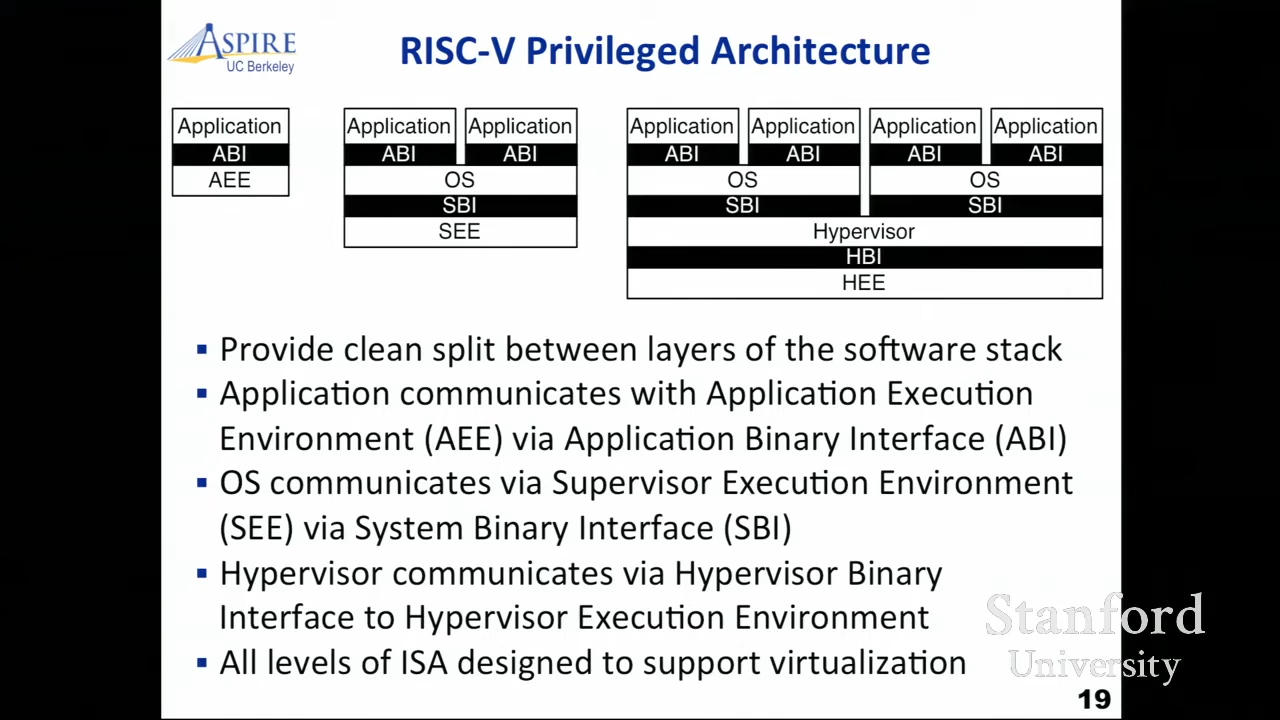 ASPIRE
UC Berkeley
RISC-V Privileged Architecture
Application
ABI
AEE
Application Application
ABI ABI
OS
SBI
SEE
Application Application Application Application
ABI ABI ABI ABI
OS OS
SBI SBI
Hypervisor
HBI
HEE
▪ Provide clean split between layers of the software stack
▪ Application communicates with Application Execution
Environment (AEE) via Application Binary Interface (ABI)
▪ OS communicates via Supervisor Execution Environment
(SEE) via System Binary Interface (SBI)
▪ Hypervisor communicates via Hypervisor Binary
Interface to Hypervisor Execution Environment
▪ All levels of ISA designed to support virtualization
Stanford
University
19